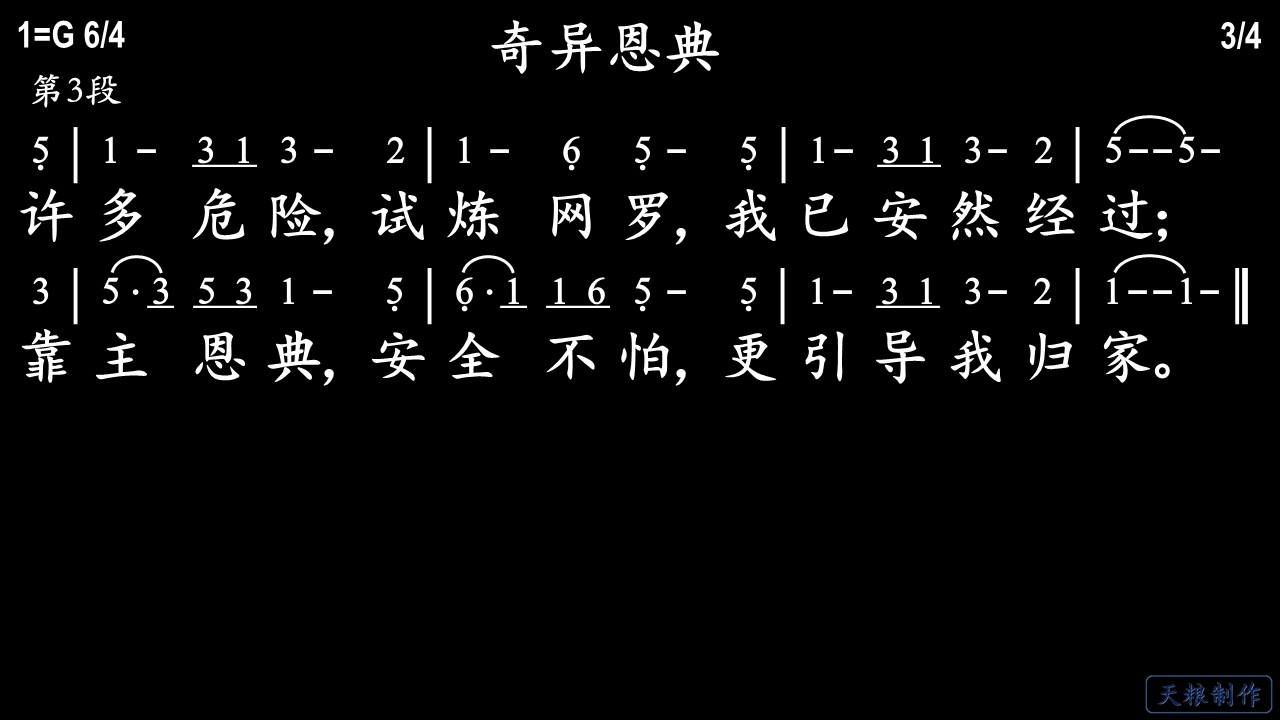 1=G 6/4 奇异恩典 3/4
第3段
5̣ | 1 - 3 1 3 - 2 | 1 - 6̣ 5̣ - 5̣ | 1 - 3 1 3 - 2 | 5 - - 5 -
许多危险,试炼网罗,我已安然经过;
3 | 5 · 3 5 3 1 - 5̣ | 6̣ · 1 1 6 5̣ - 5̣ | 1 - 3 1 3 - 2 | 1 - - 1 - ‖
靠主恩典,安全不怕,更引导我归家。
天粮制作